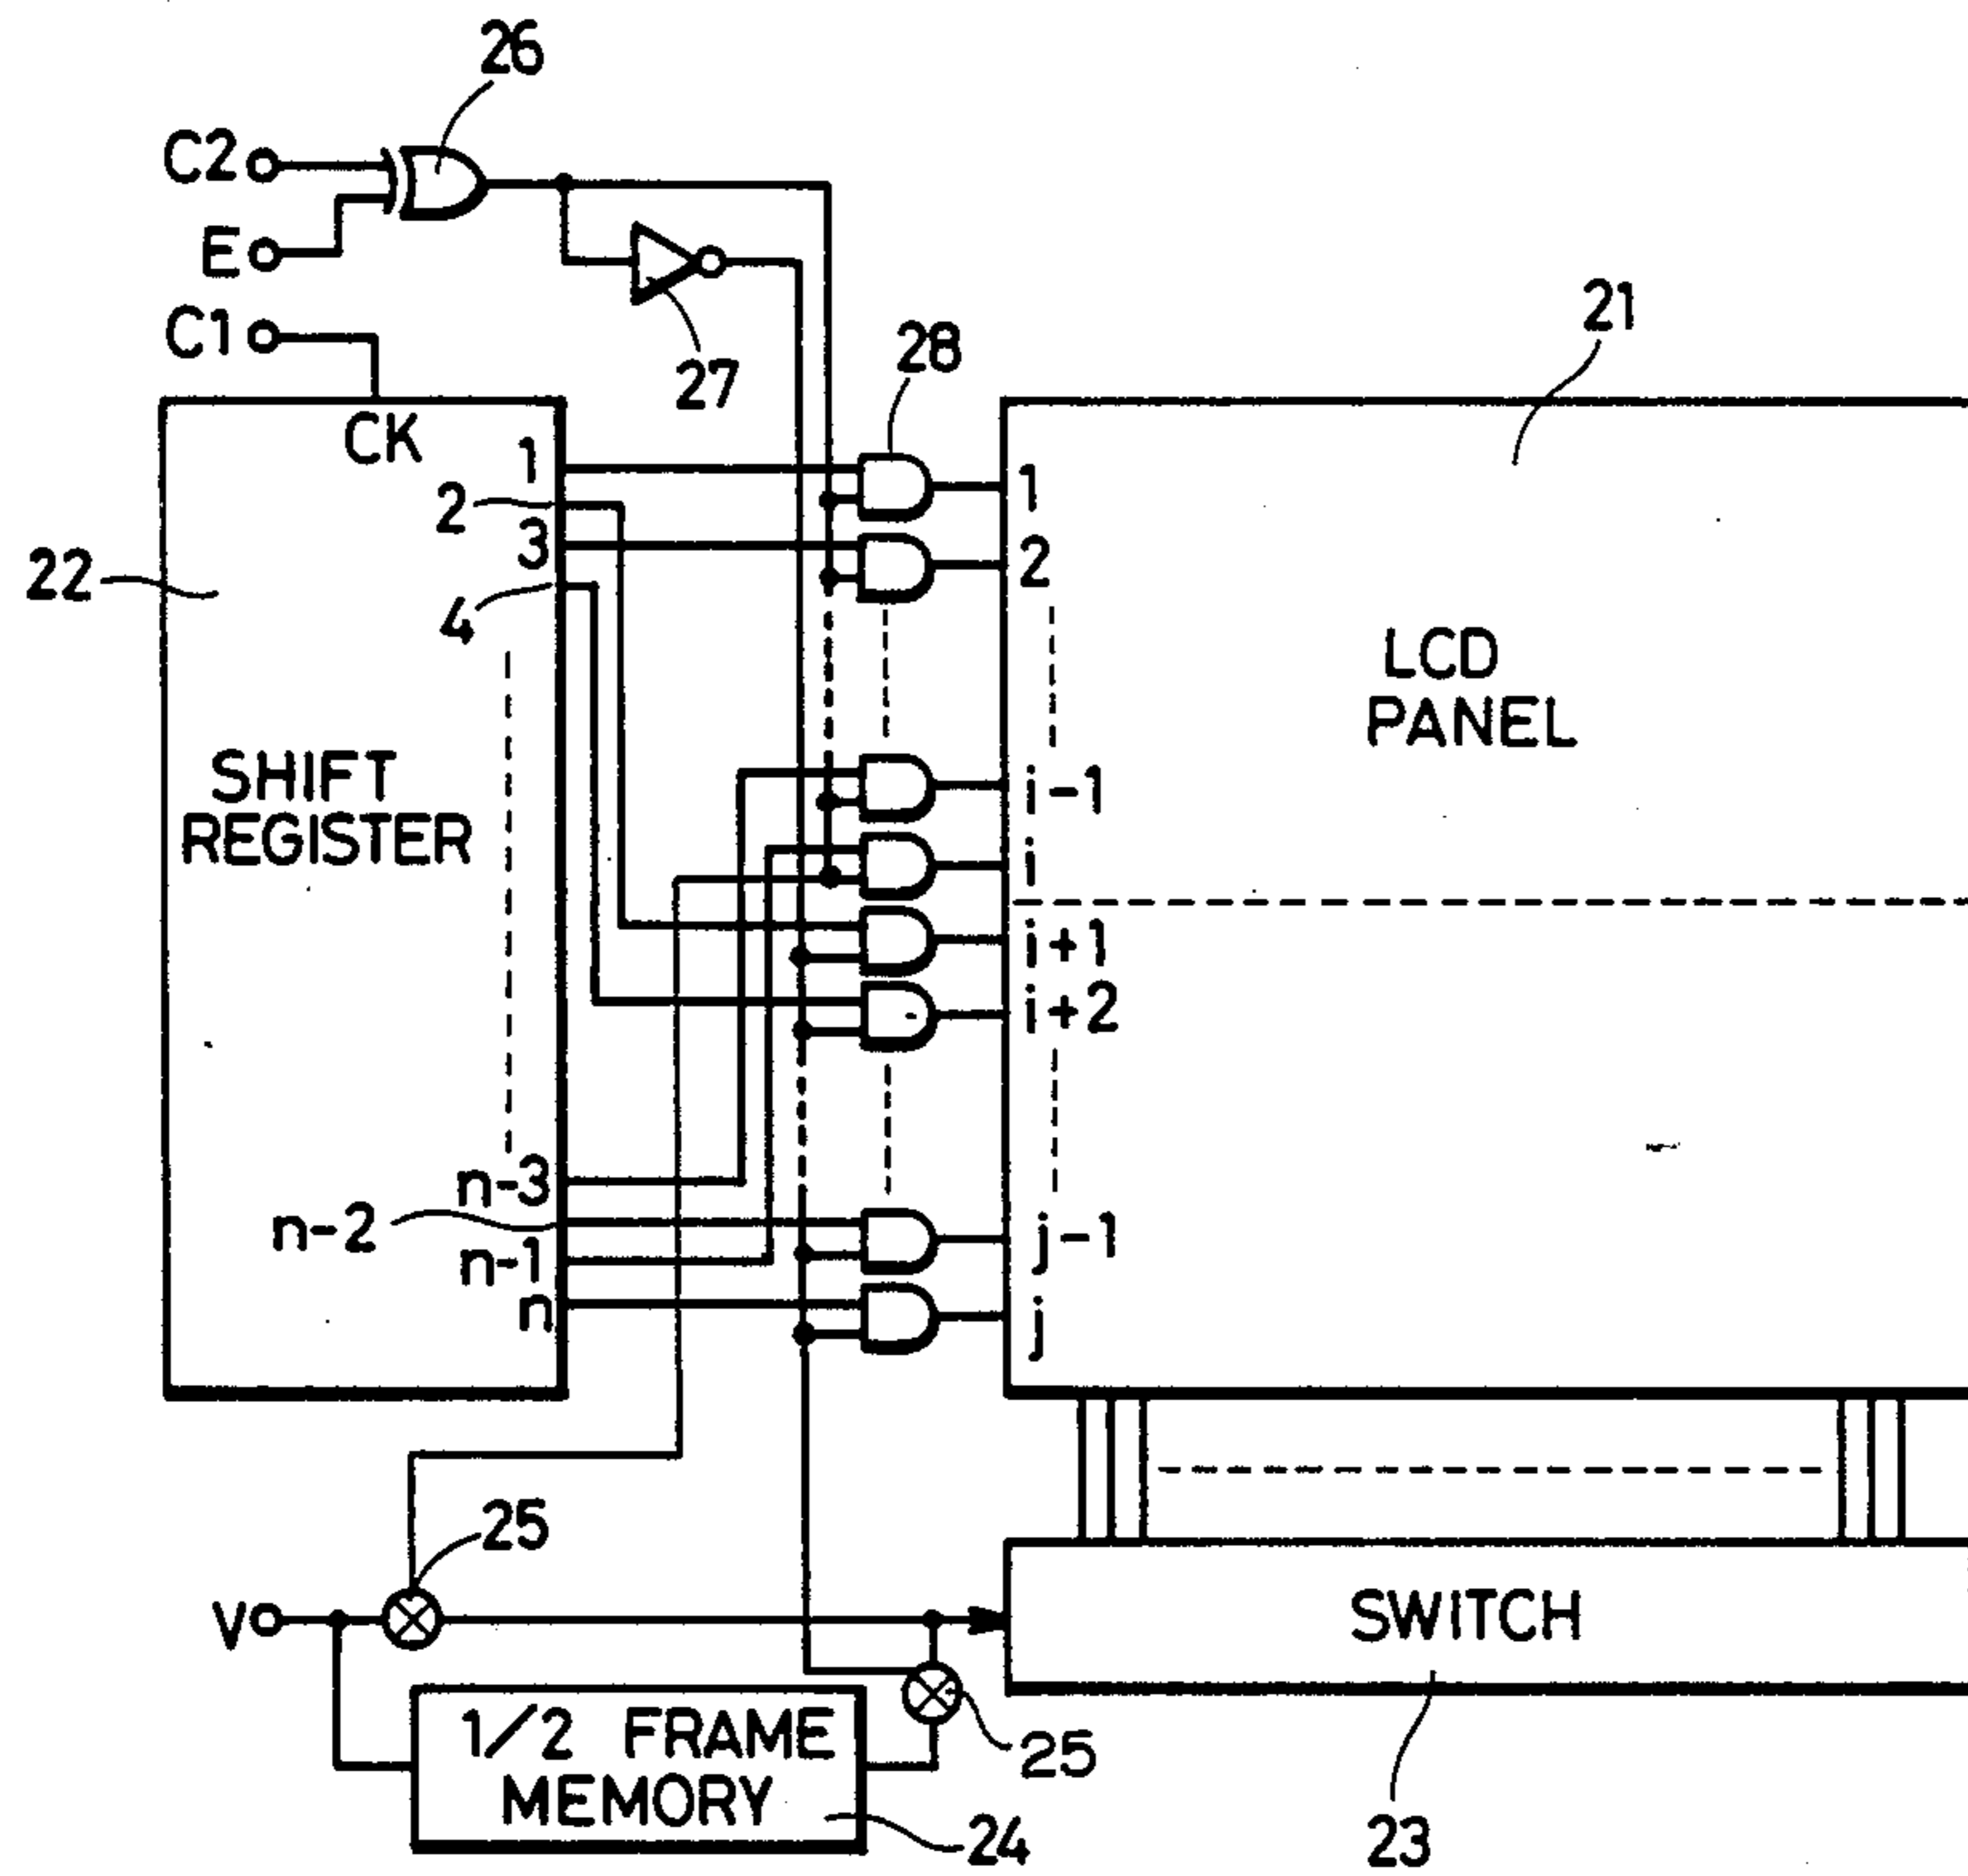 26
C2
E
C1
27
28
21
CK
1
2
3
4
22
SHIFT
REGISTER
n-3
n-2
n-1
n
1
2
i-1
i
i+1
i+2
j-1
j
LCD
PANEL
25
V
SWITCH
1/2 FRAME
MEMORY
25
24
23